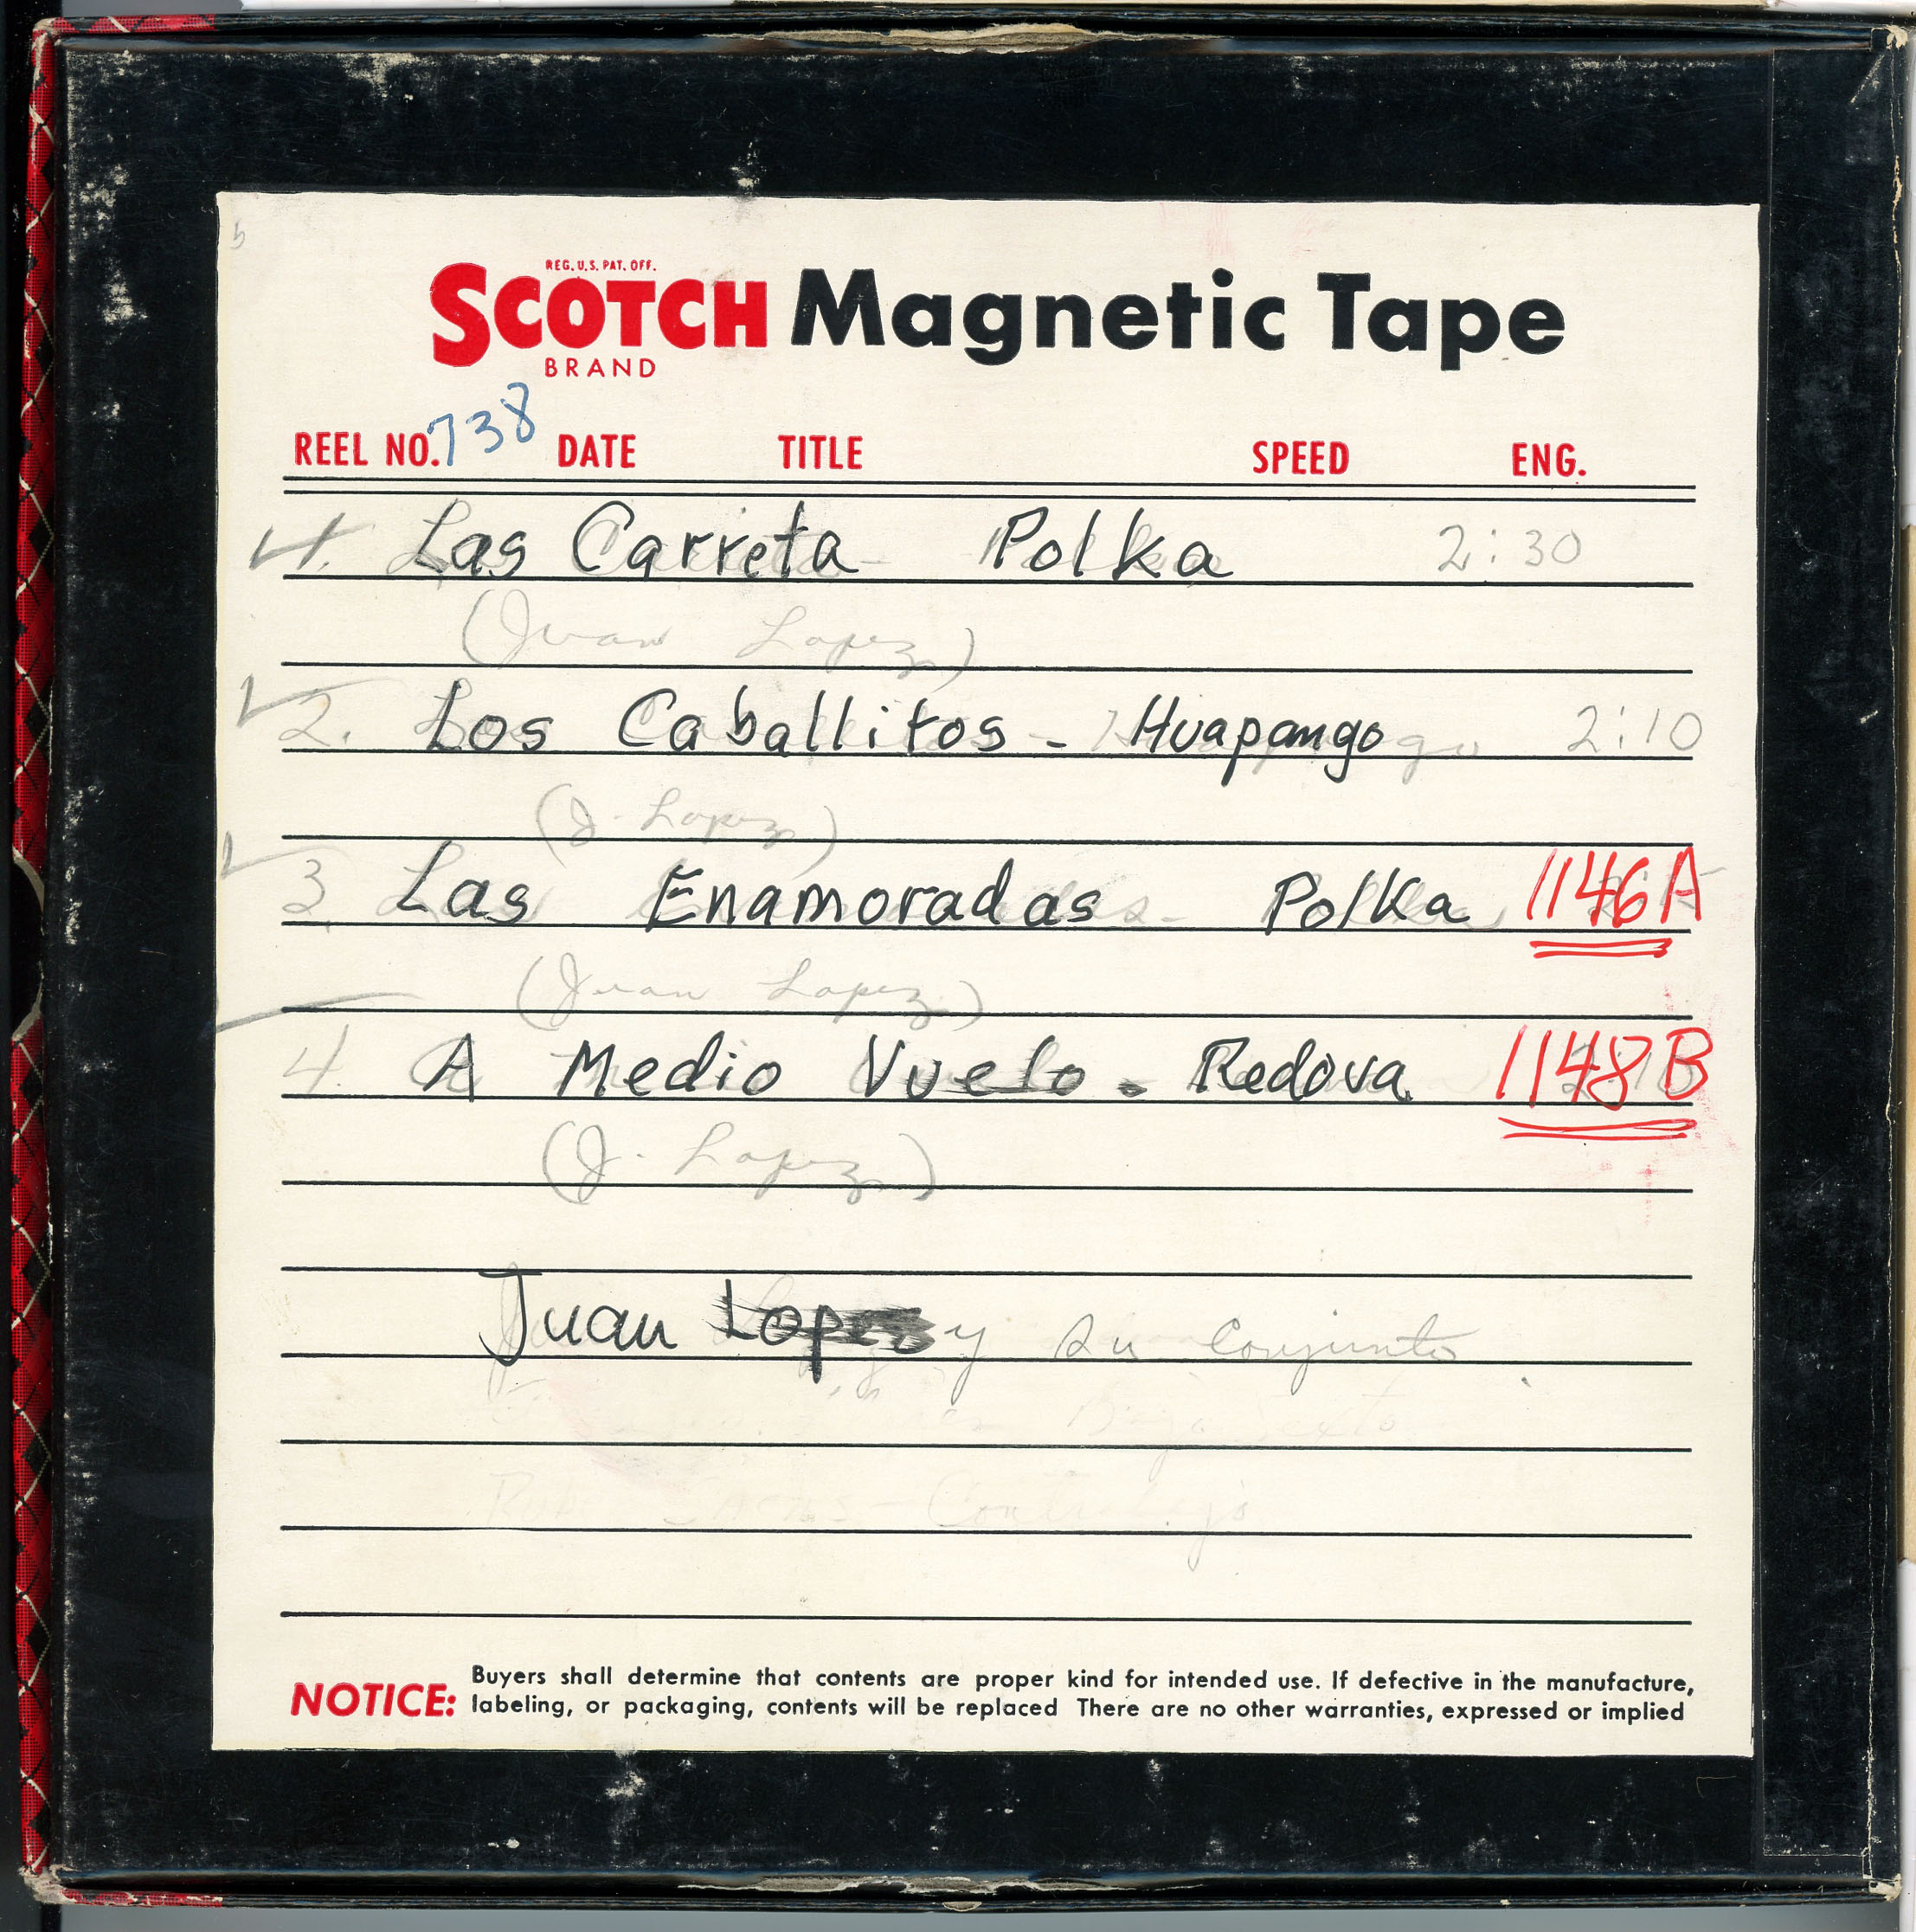 REG. U.S. PAT. OFF.
SCOTCH Magnetic Tape
BRAND
REEL NO. 738 DATE TITLE SPEED ENG.
1. Las Carreta Polka 2:30
(Juan Lopez)
2. Los Caballitos - Huapango 2:10
(J. Lopez)
3. Las Enamoradas Polka 1146A
(Juan Lopez)
4. A Medio Vuelo - Redova 1148B
(J. Lopez)
Juan Lopez y su Conjunto
Bajo Sexto
- Contrabajo
NOTICE: Buyers shall determine that contents are proper kind for intended use. If defective in the manufacture,
labeling, or packaging, contents will be replaced There are no other warranties, expressed or implied